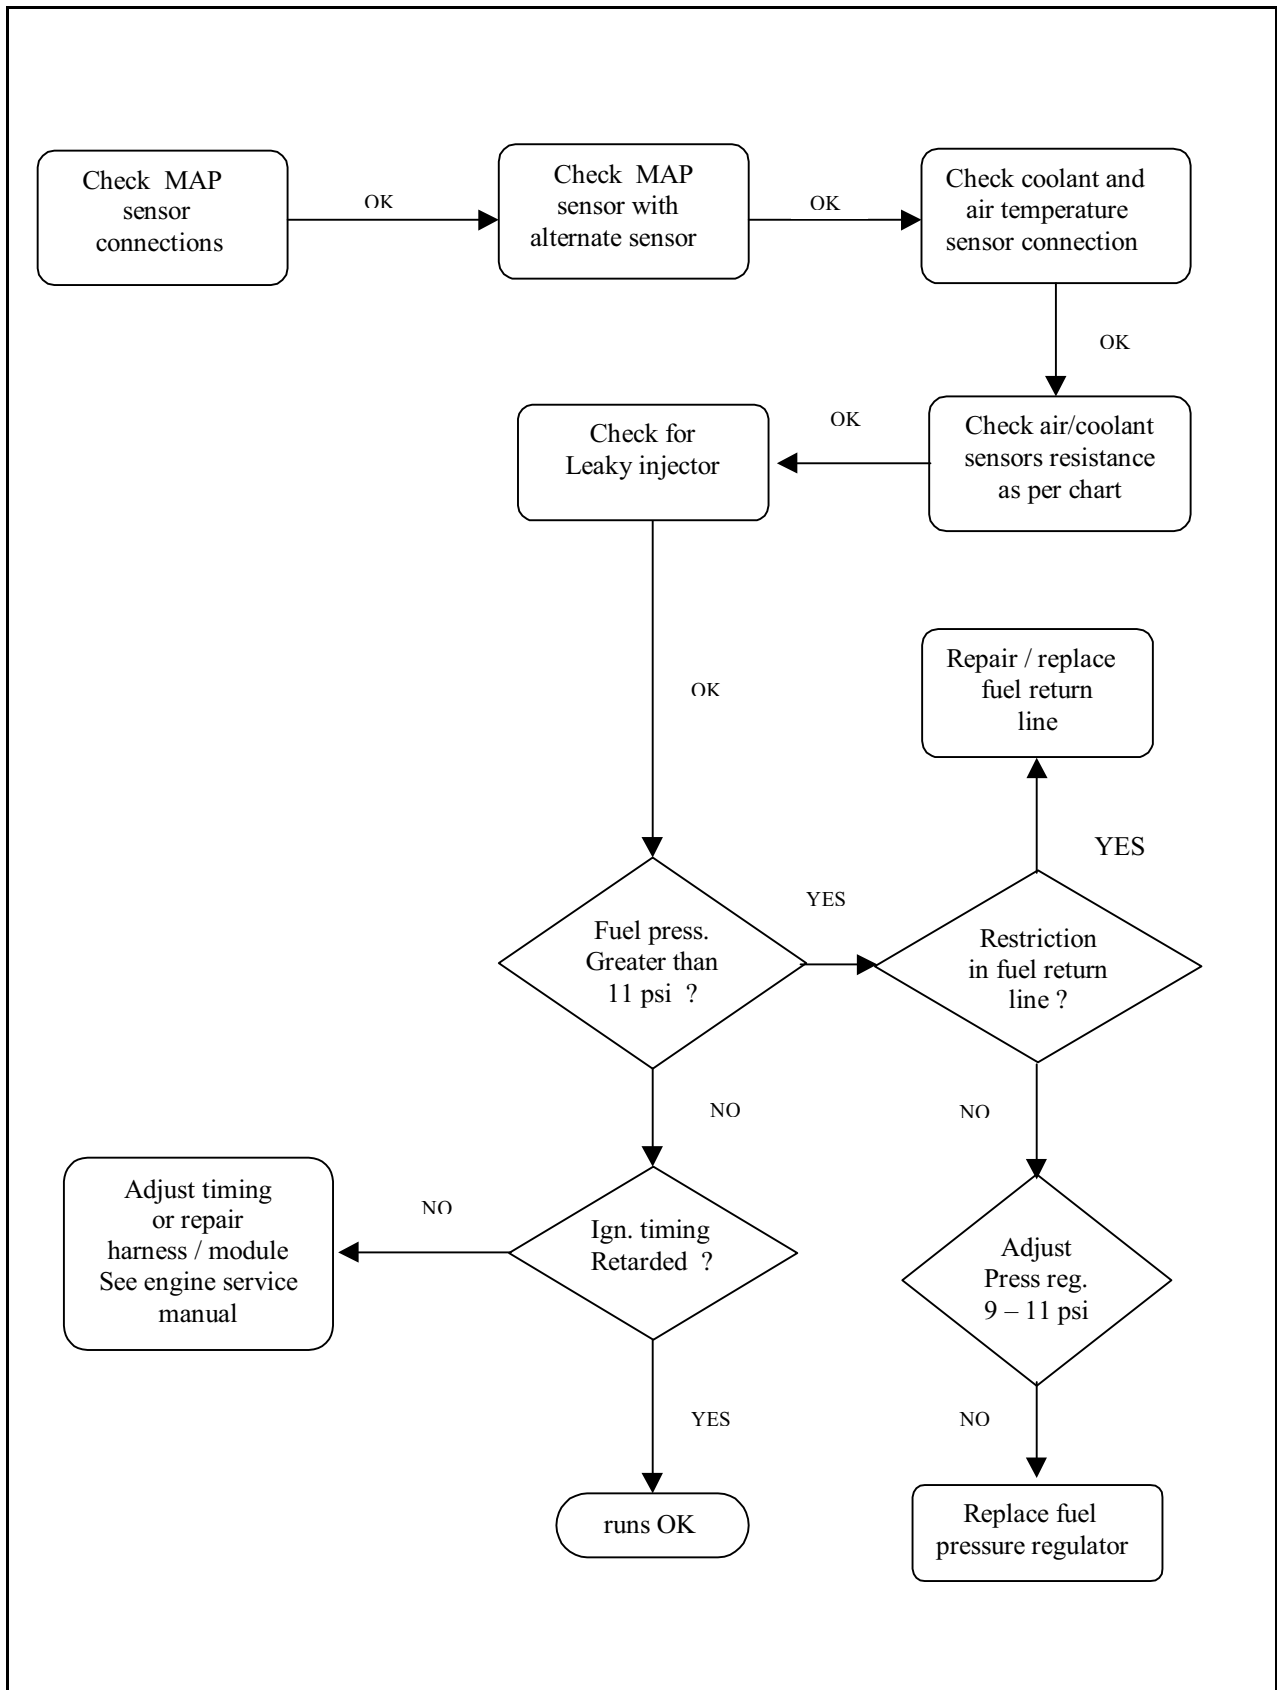 Check MAP
sensor
connections
OK
Check MAP
sensor with
alternate sensor
OK
Check coolant and
air temperature
sensor connection
OK
Check air/coolant
sensors resistance
as per chart
OK
Check for
Leaky injector
OK
Repair / replace
fuel return
line
YES
Fuel press.
Greater than
11 psi ?
YES
Restriction
in fuel return
line ?
NO
NO
Adjust timing
or repair
harness / module
See engine service
manual
NO
Ign. timing
Retarded ?
Adjust
Press reg.
9 – 11 psi
YES
NO
runs OK
Replace fuel
pressure regulator